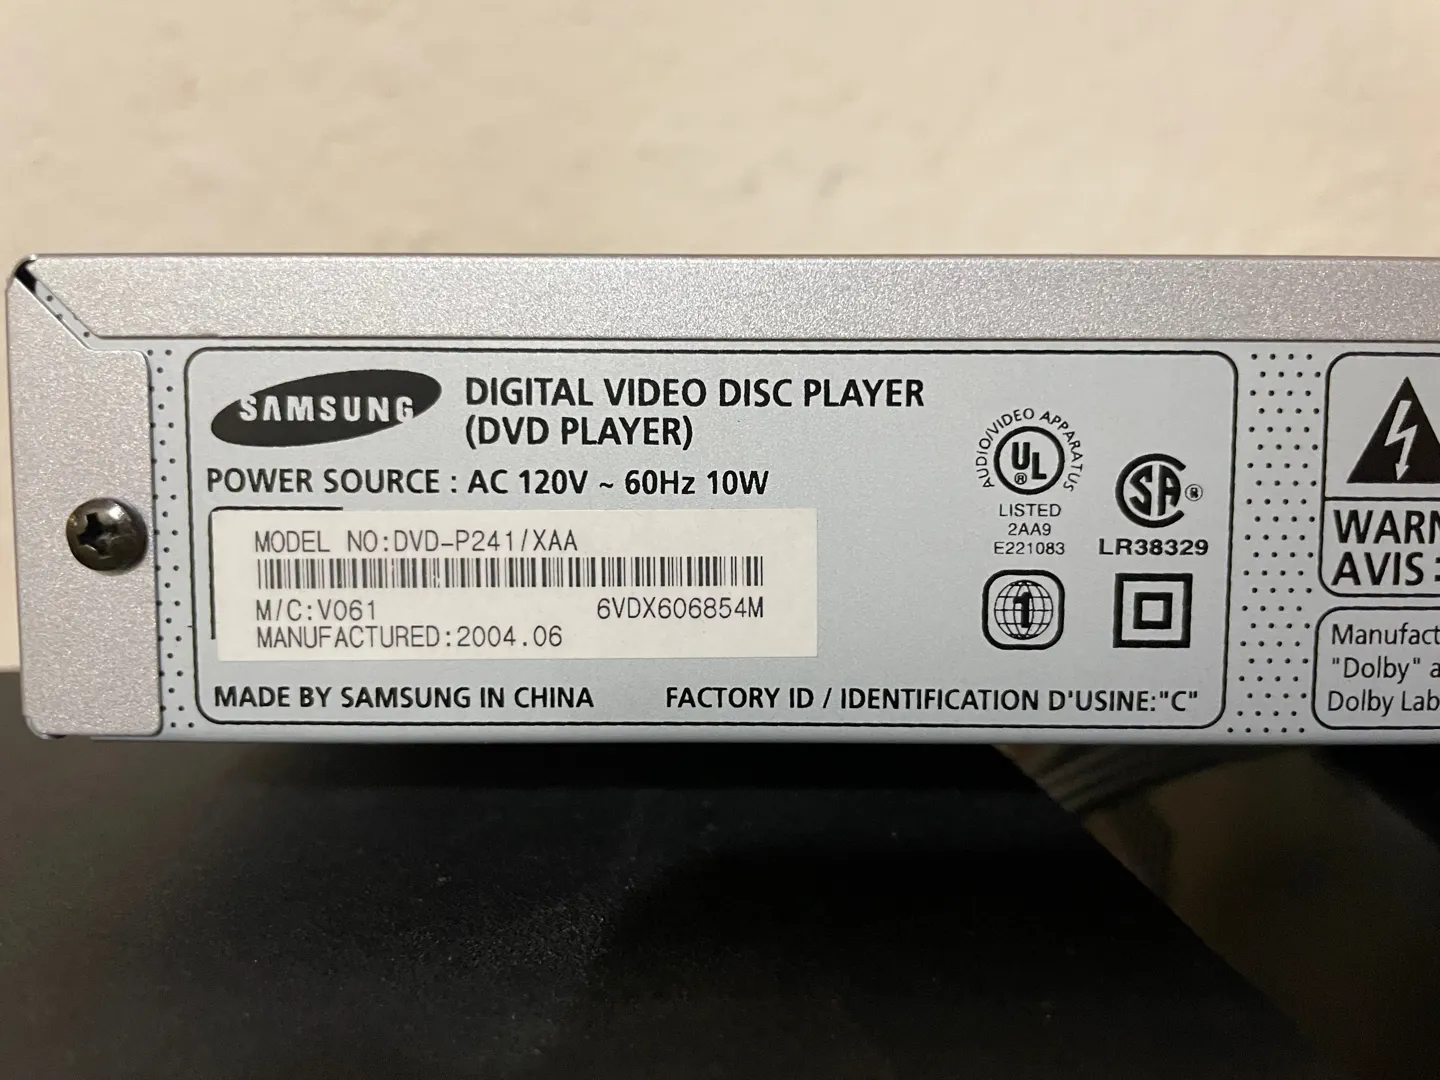 SAMSUNG
DIGITAL VIDEO DISC PLAYER
(DVD PLAYER)
POWER SOURCE : AC 120V ~ 60Hz 10W
MODEL NO:DVD-P241/XAA
M/C:V061 6VDX606854M
MANUFACTURED:2004.06
MADE BY SAMSUNG IN CHINA
FACTORY ID / IDENTIFICATION D'USINE:"C"
AUDIO/VIDEO APPARATUS
UL ®
LISTED
2AA9
E221083
SA ®
LR38329
1
WARN
AVIS :
Manufact
"Dolby" a
Dolby Lab